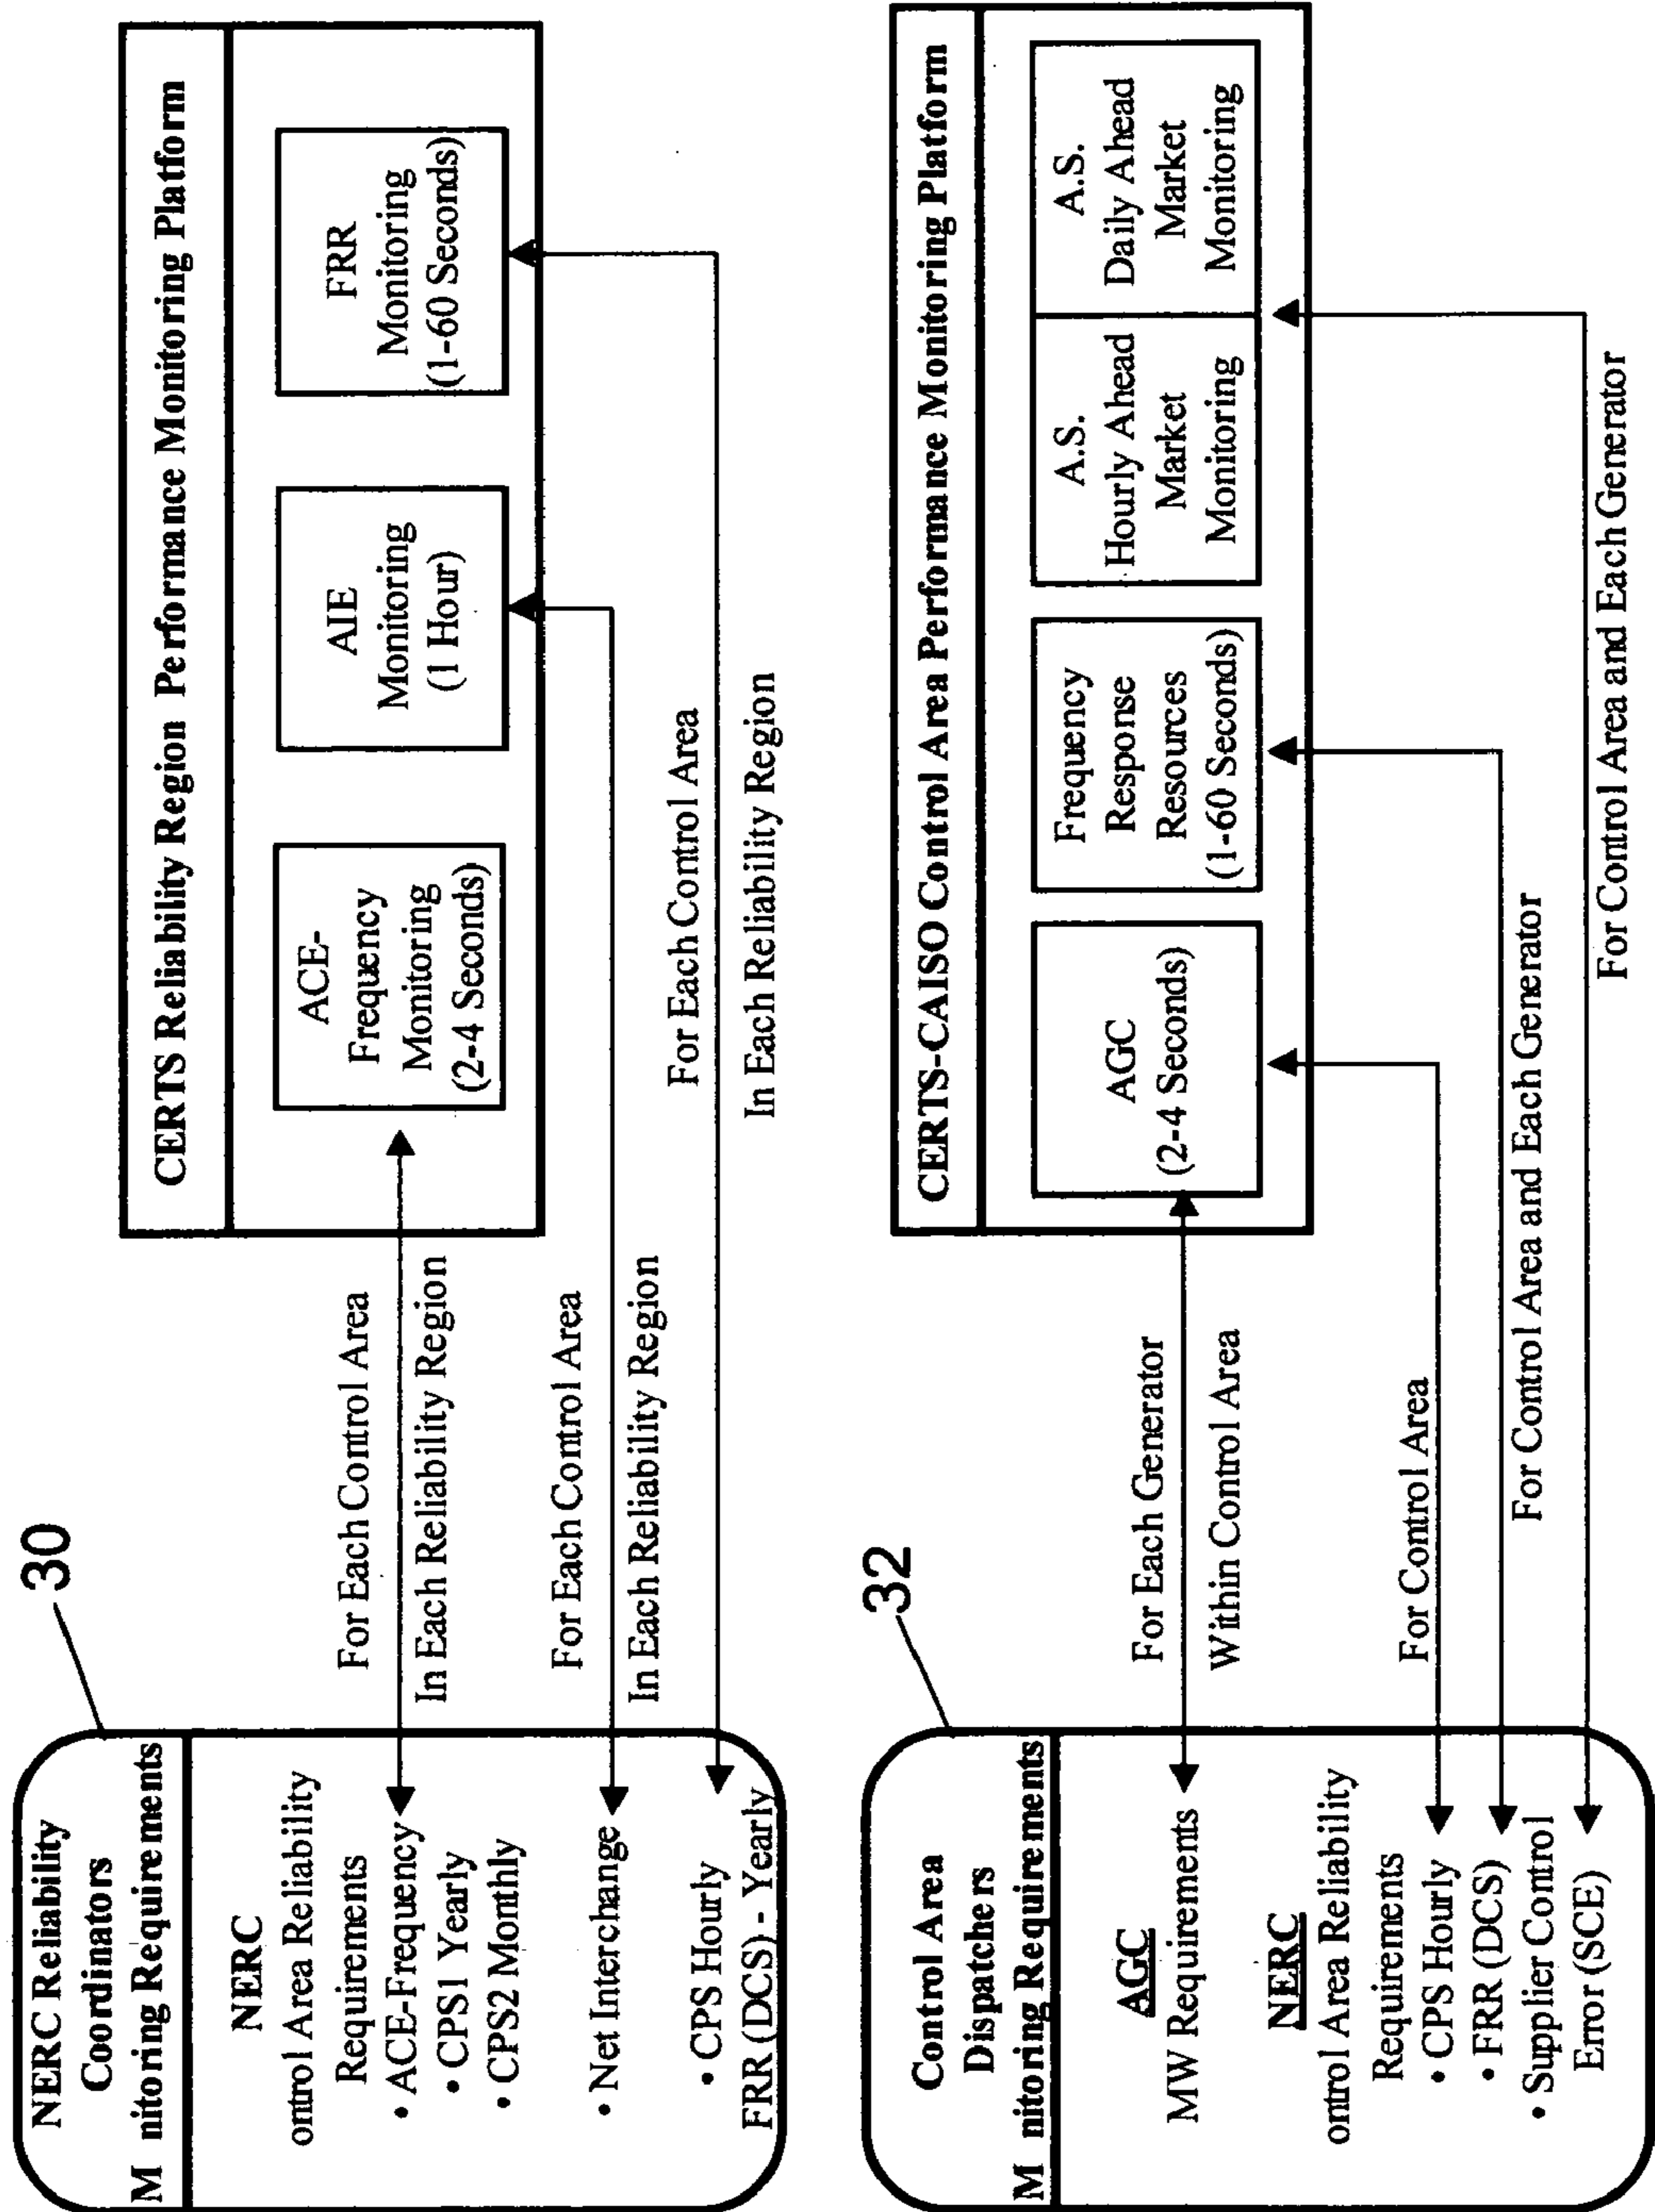 30
NERC Reliability
Coordinators
M nitoring Requirements
NERC
ontrol Area Reliability
Requirements
• ACE-Frequency
• CPS1 Yearly
• CPS2 Monthly
• Net Interchange
• CPS Hourly
FRR (DCS) - Yearly
For Each Control Area
In Each Reliability Region
For Each Control Area
In Each Reliability Region
For Each Control Area
In Each Reliability Region
CERTS Reliability Region Performance Monitoring Platform
ACE-
Frequency
Monitoring
(2-4 Seconds)
AIE
Monitoring
(1 Hour)
FRR
Monitoring
(1-60 Seconds)
32
Control Area
Dispatchers
M nitoring Requirements
AGC
MW Requirements
NERC
ontrol Area Reliability
Requirements
• CPS Hourly
• FRR (DCS)
• Supplier Control
Error (SCE)
For Each Generator
Within Control Area
For Control Area
For Control Area and Each Generator
For Control Area and Each Generator
CERTS-CAISO Control Area Performance Monitoring Platform
AGC
(2-4 Seconds)
Frequency
Response
Resources
(1-60 Seconds)
A.S.
Hourly Ahead
Market
Monitoring
A.S.
Daily Ahead
Market
Monitoring